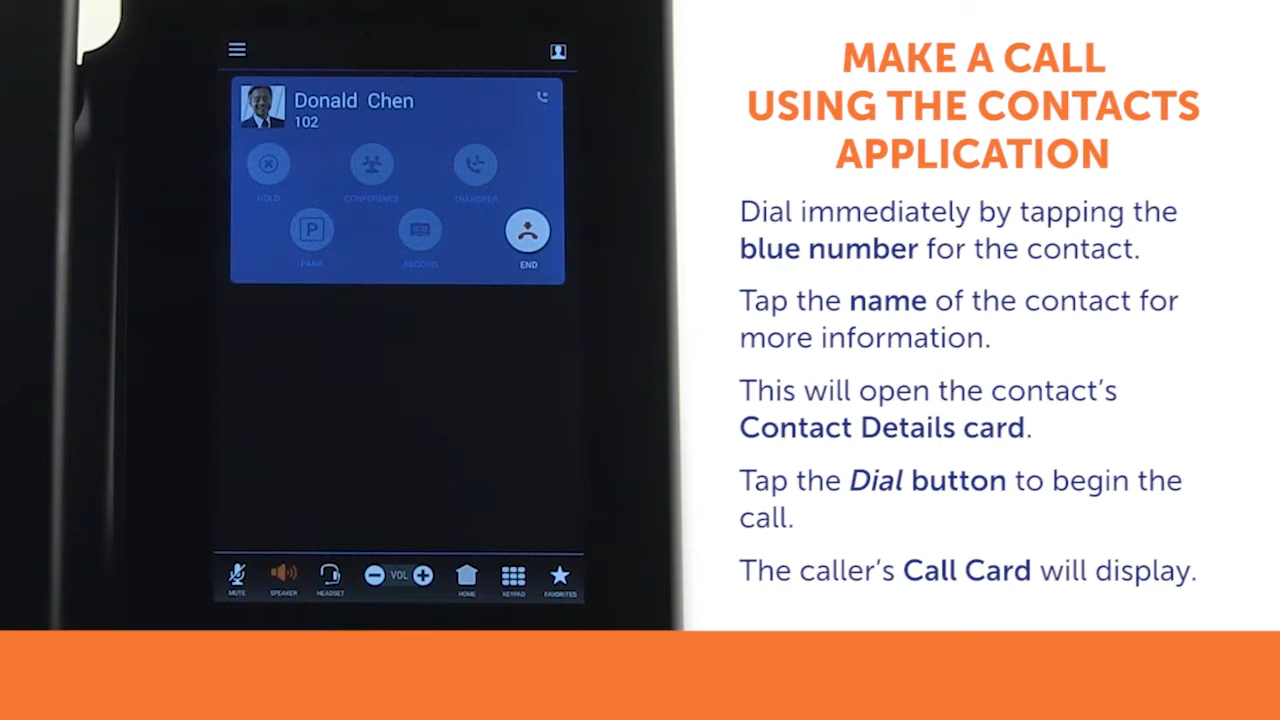 Donald Chen
102
HOLD
CONFERENCE
TRANSFER
P
PARK
RECORD
END
MUTE
SPEAKER
HEADSET
VOL
HOME
KEYPAD
FAVORITES
MAKE A CALL
USING THE CONTACTS
APPLICATION
Dial immediately by tapping the
blue number for the contact.
Tap the name of the contact for
more information.
This will open the contact's
Contact Details card.
Tap the Dial button to begin the
call.
The caller's Call Card will display.